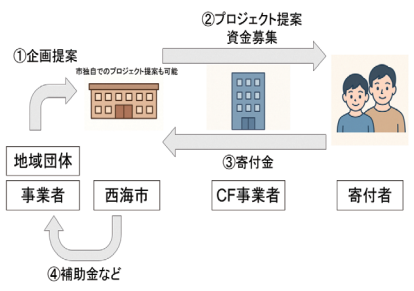 ②プロジェクト提案
資金募集
①企画提案
市独自でのプロジェクト提案も可能
③寄付金
地域団体
事業者
西海市
CF事業者
寄付者
④補助金など